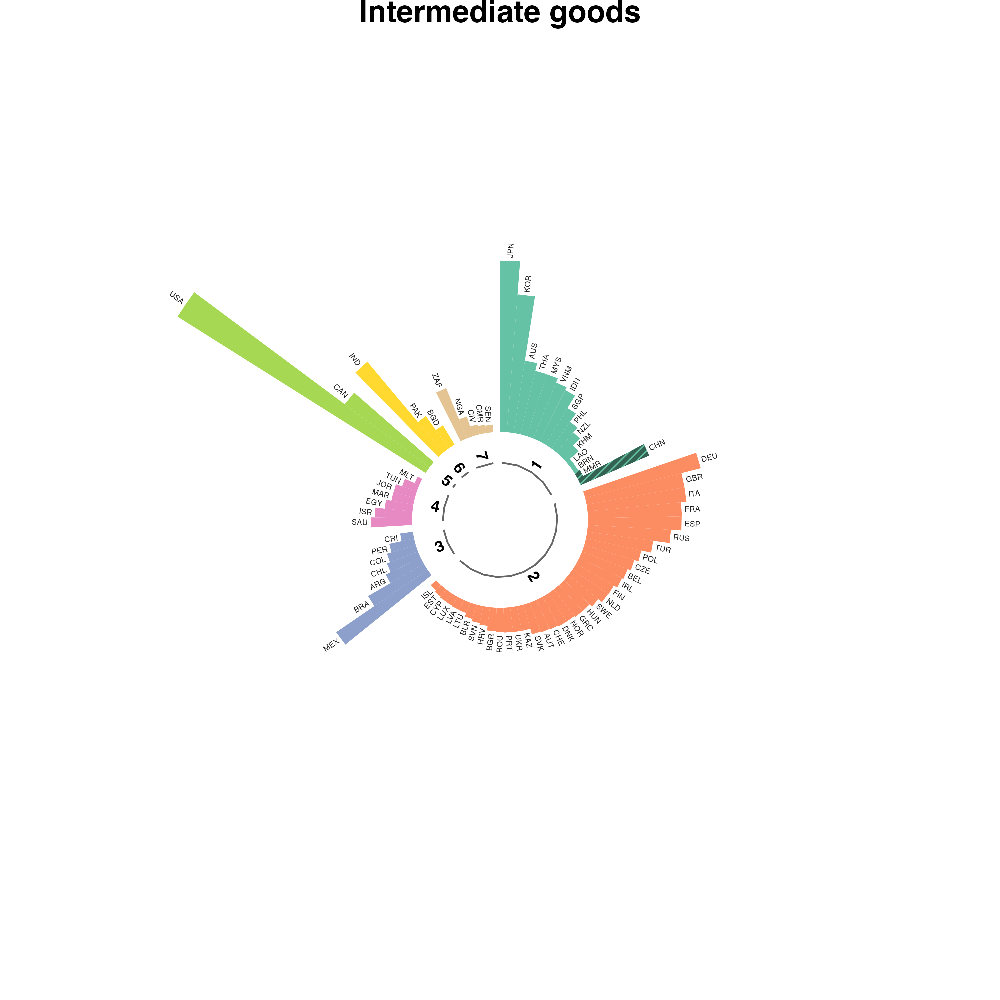 Intermediate goods
JPN
KOR
AUS
THA
MYS
VNM
IDN
SGP
PHL
NZL
KHM
LAO
BRN
MMR
CHN
DEU
GBR
ITA
FRA
ESP
RUS
TUR
POL
CZE
BEL
IRL
FIN
NLD
SWE
HUN
GRC
NOR
DNK
CHE
AUT
SVK
KAZ
UKR
PRT
ROU
BGR
HRV
SVN
BLR
LTU
LVA
LUX
CYP
EST
ISL
MEX
BRA
ARG
CHL
COL
PER
CRI
SAU
ISR
EGY
MAR
JOR
TUN
MLT
USA
CAN
IND
PAK
BGD
ZAF
NGA
CIV
CMR
SEN
1
2
3
4
5
6
7